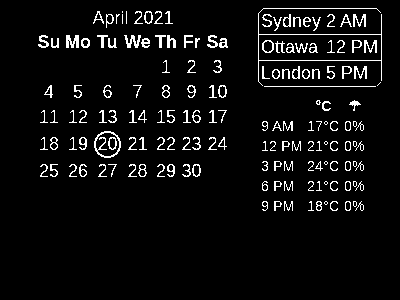 April 2021
Su Mo Tu We Th Fr Sa
1 2 3
4 5 6 7 8 9 10
11 12 13 14 15 16 17
18 19 20 21 22 23 24
25 26 27 28 29 30
Sydney 2 AM
Ottawa 12 PM
London 5 PM
°C ☂
9 AM 17°C 0%
12 PM 21°C 0%
3 PM 24°C 0%
6 PM 21°C 0%
9 PM 18°C 0%